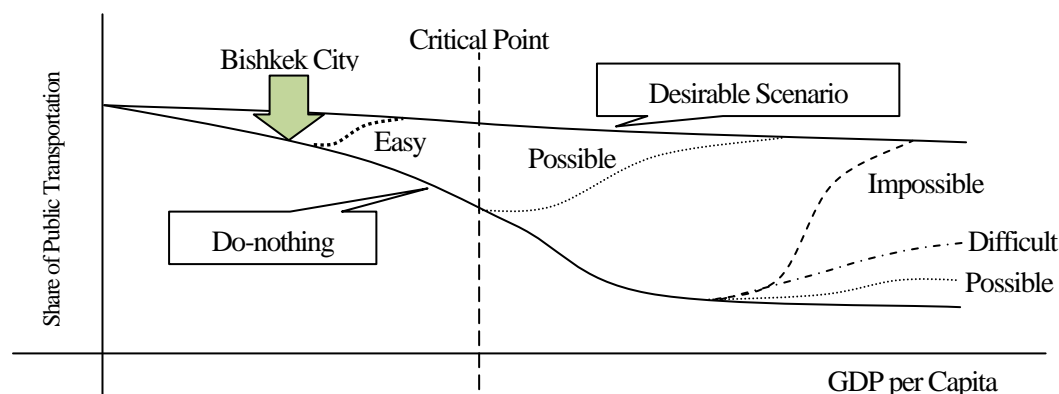 Critical Point
Bishkek City
Desirable Scenario
Easy
Possible
Impossible
Do-nothing
Difficult
Possible
Share of Public Transportation
GDP per Capita